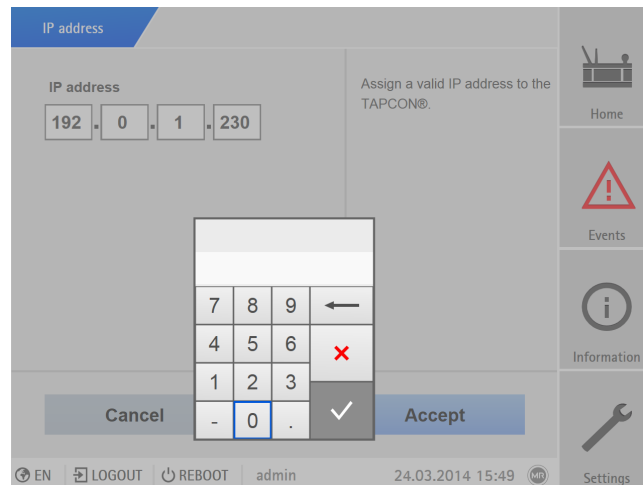 IP address
IP address
192 . 0 . 1 . 230
Assign a valid IP address to the
TAPCON®.
Home
Events
Information
Settings
7 8 9
4 5 6
1 2 3
- 0 .
Cancel
Accept
EN LOGOUT REBOOT admin 24.03.2014 15:49 MR